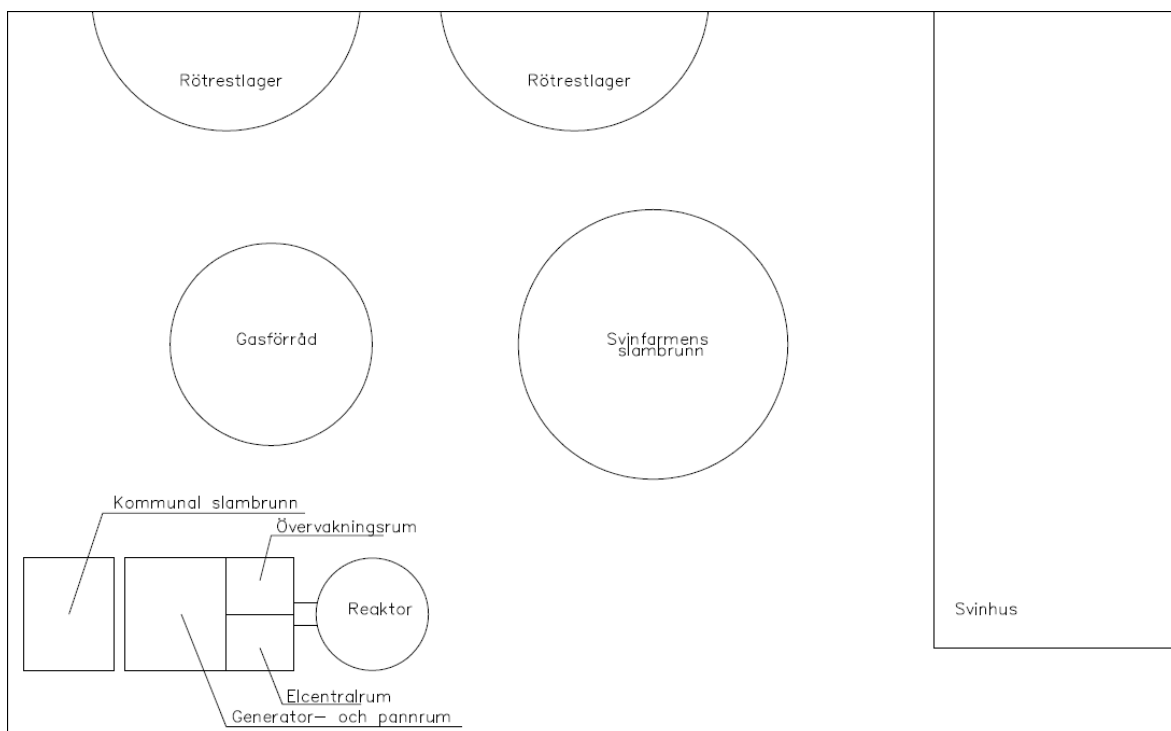 Rötrestlager
Rötrestlager
Gasförråd
Svinfarmens
slambrunn
Kommunal slambrunn
Övervakningsrum
Reaktor
Svinhus
Elcentralrum
Generator- och pannrum